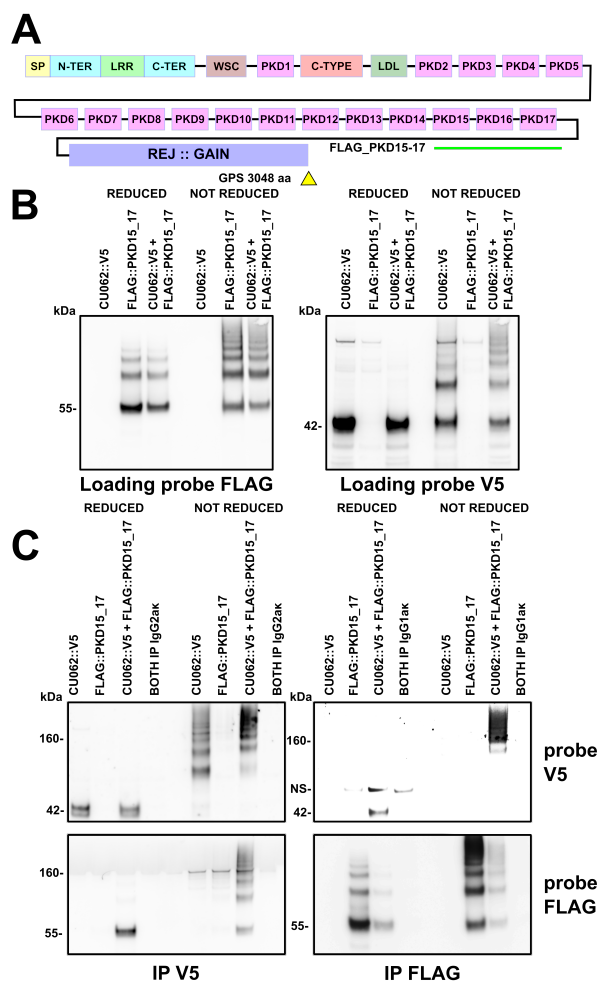 A
SP N-TER LRR C-TER WSC PKD1 C-TYPE LDL PKD2 PKD3 PKD4 PKD5
PKD6 PKD7 PKD8 PKD9 PKD10 PKD11 PKD12 PKD13 PKD14 PKD15 PKD16 PKD17
REJ :: GAIN
FLAG_PKD15-17
GPS 3048 aa
B
REDUCED
NOT REDUCED
CU062::V5
FLAG::PKD15_17
CU062::V5 +
FLAG::PKD15_17
CU062::V5
FLAG::PKD15_17
CU062::V5 +
FLAG::PKD15_17
kDa
55-
Loading probe FLAG
REDUCED
NOT REDUCED
CU062::V5
FLAG::PKD15_17
CU062::V5 +
FLAG::PKD15_17
CU062::V5
FLAG::PKD15_17
CU062::V5 +
FLAG::PKD15_17
kDa
42-
Loading probe V5
C
REDUCED
NOT REDUCED
CU062::V5
FLAG::PKD15_17
CU062::V5 + FLAG::PKD15_17
BOTH IP IgG2aκ
CU062::V5
FLAG::PKD15_17
CU062::V5 + FLAG::PKD15_17
BOTH IP IgG2aκ
REDUCED
NOT REDUCED
CU062::V5
FLAG::PKD15_17
CU062::V5 + FLAG::PKD15_17
BOTH IP IgG1aκ
CU062::V5
FLAG::PKD15_17
CU062::V5 + FLAG::PKD15_17
BOTH IP IgG1aκ
kDa
160-
42-
kDa
160-
NS-
42-
probe
V5
160-
55-
55-
probe
FLAG
IP V5
IP FLAG